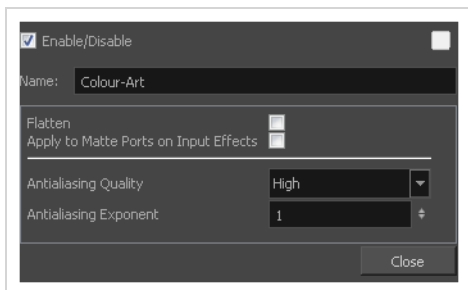 Enable/Disable
Name: Colour-Art
Flatten
Apply to Matte Ports on Input Effects
Antialiasing Quality High
Antialiasing Exponent 1
Close